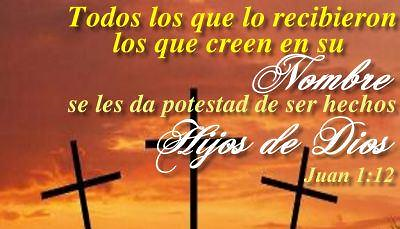 Todos los que lo recibieron
los que creen en su
Nombre
se les da potestad de ser hechos
Hijos de Dios
Juan 1:12